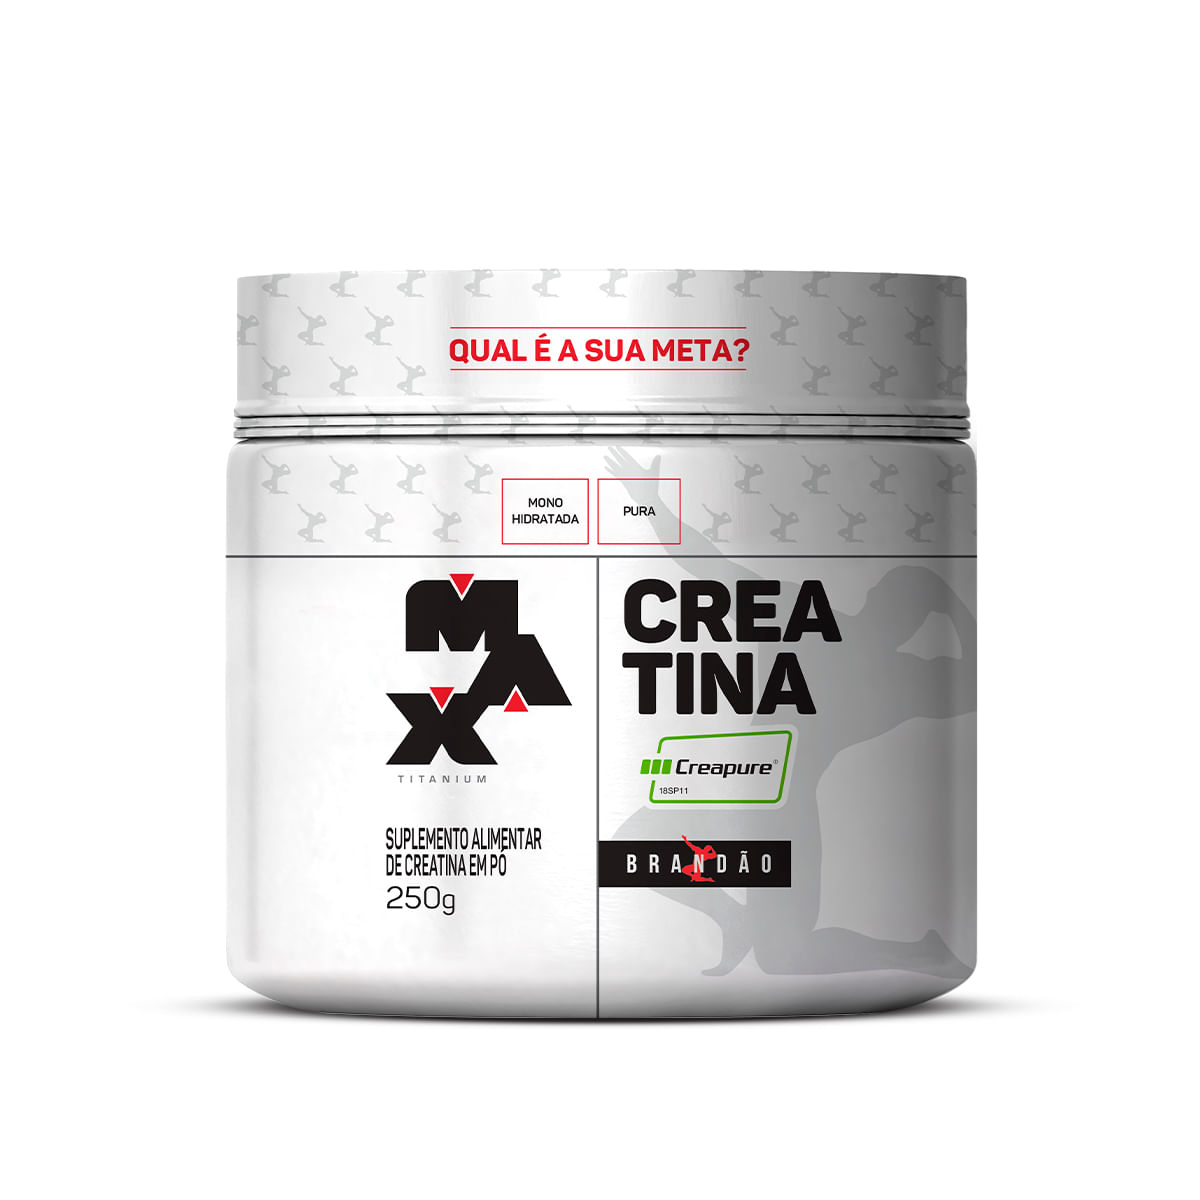 QUAL É A SUA META?
MONO
HIDRATADA
PURA
MAX
TITANIUM
SUPLEMENTO ALIMENTAR
DE CREATINA EM PÓ
250g
CREA
TINA
Creapure®
18SP11
BRANDÃO